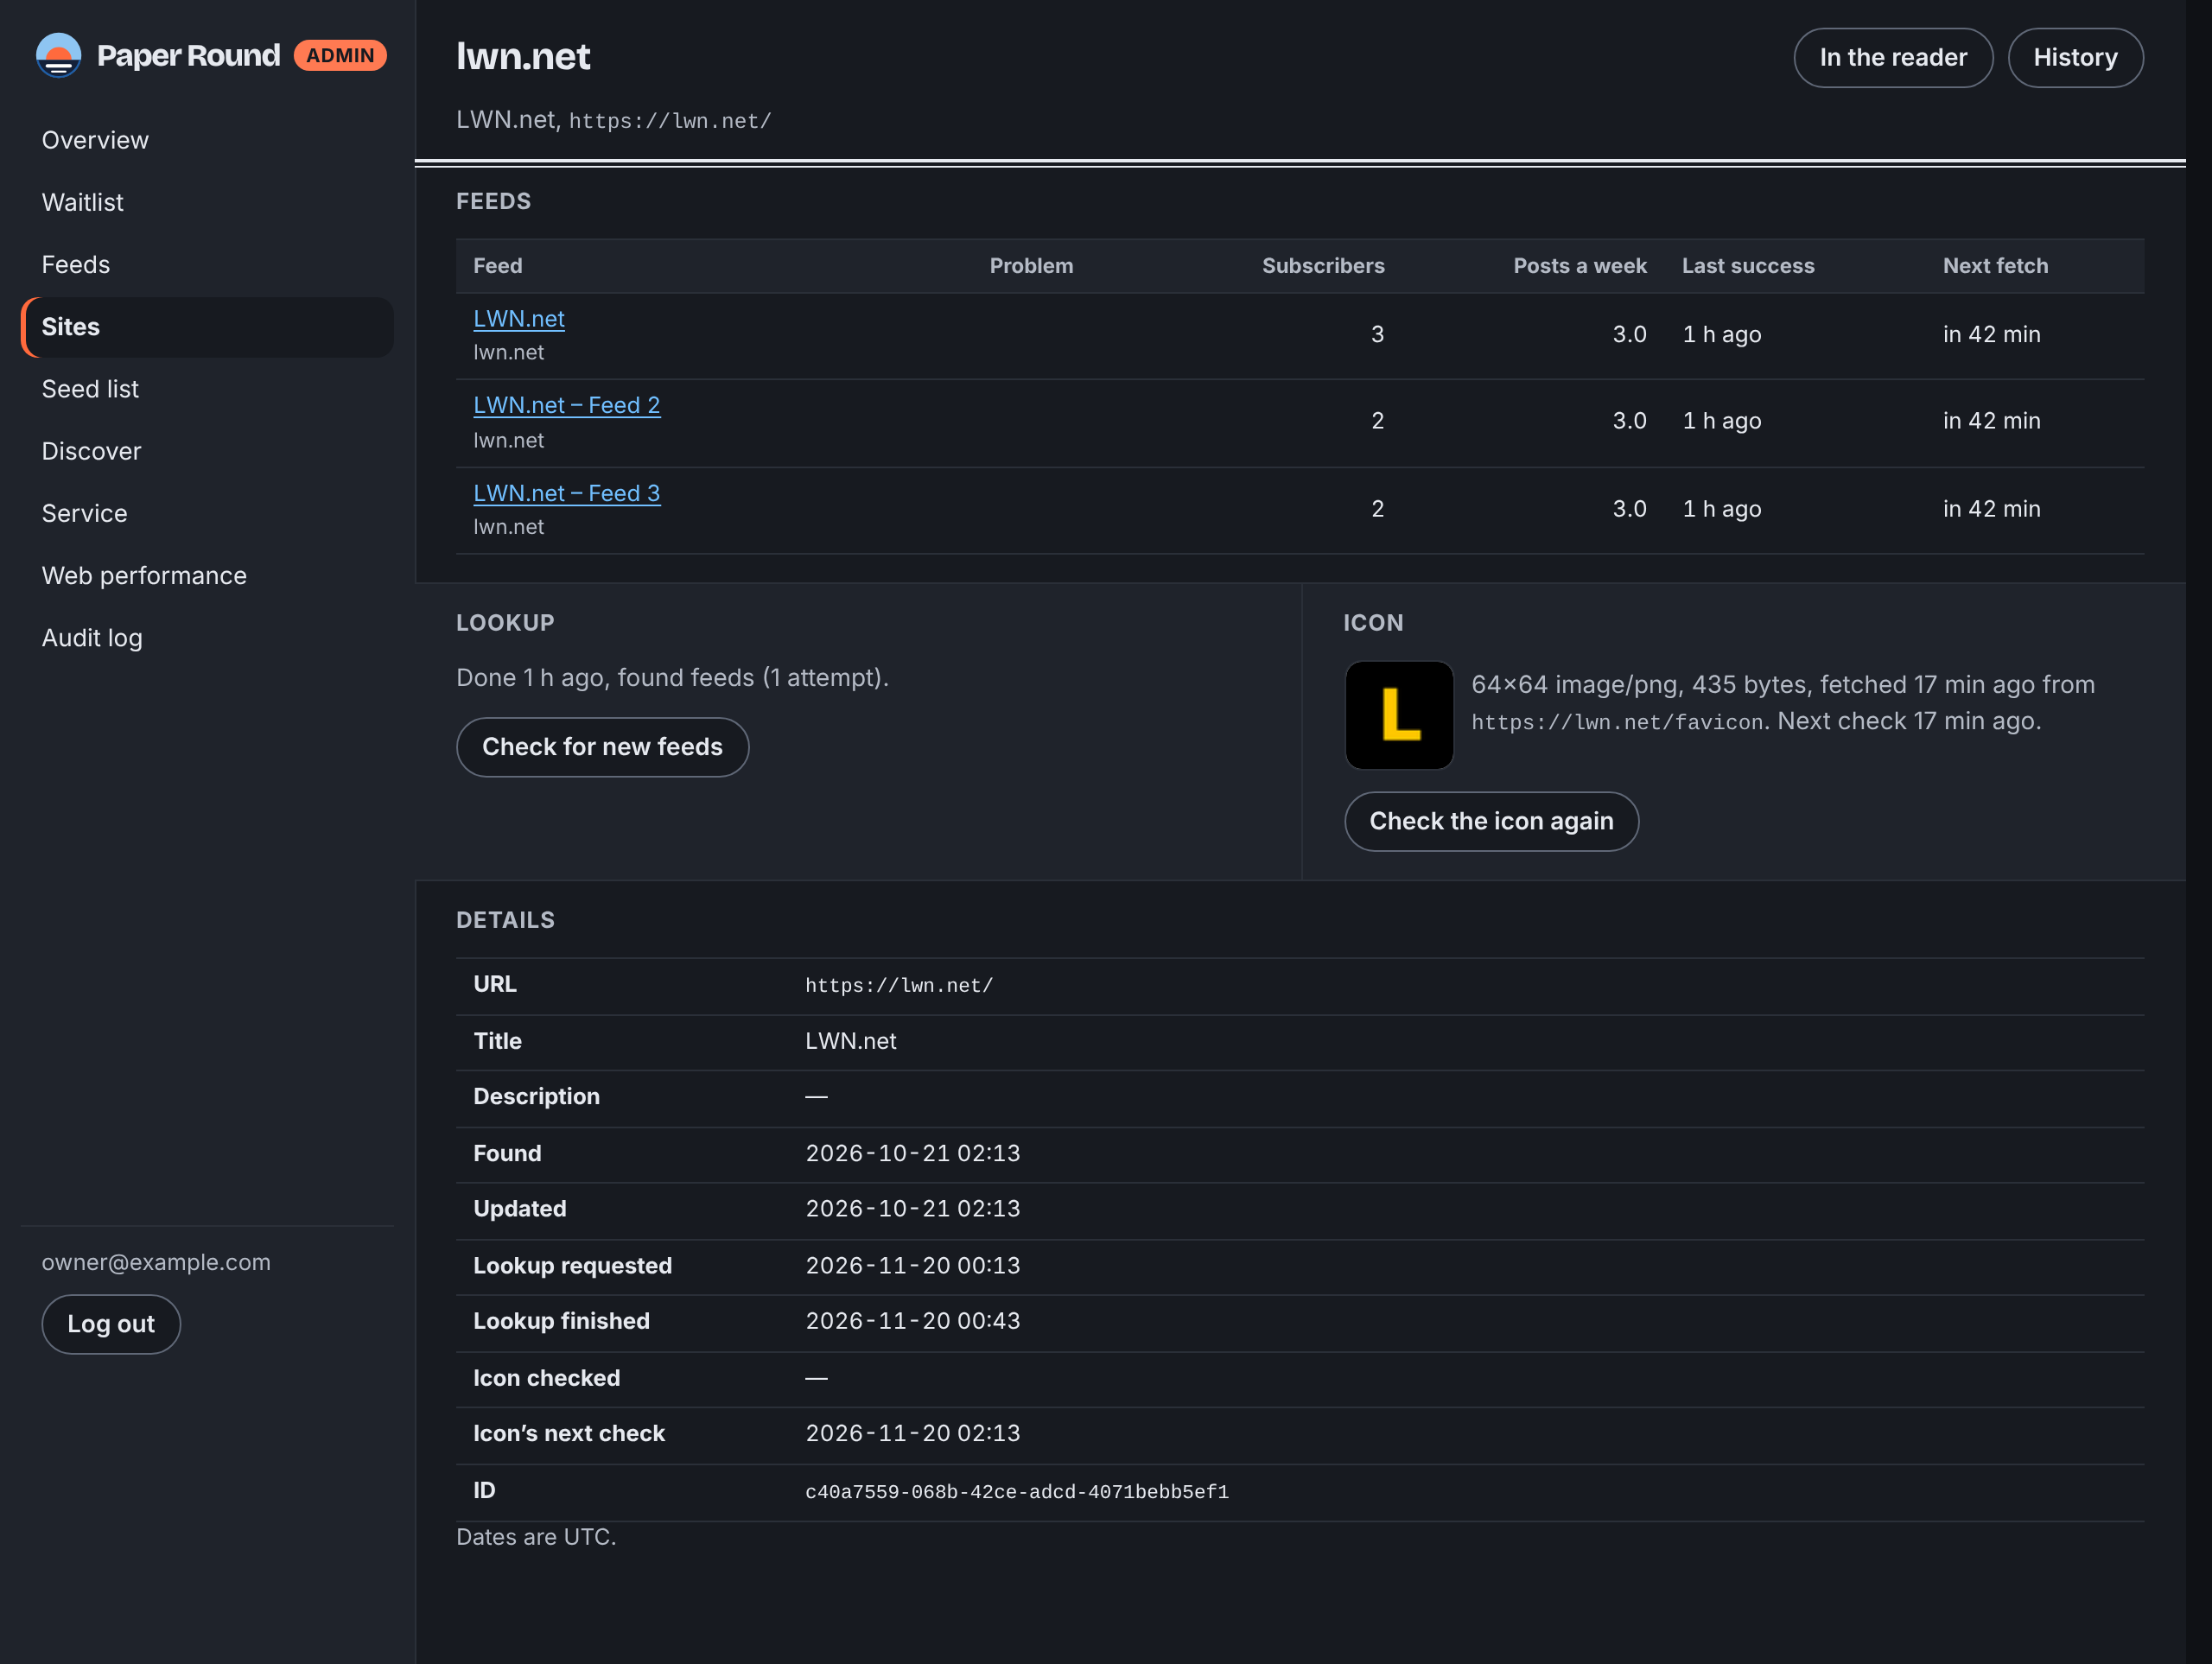 Paper Round ADMIN
Overview
Waitlist
Feeds
Sites
Seed list
Discover
Service
Web performance
Audit log
owner@example.com
Log out
lwn.net
In the reader
History
LWN.net, https://lwn.net/
FEEDS
Feed Problem Subscribers Posts a week Last success Next fetch
LWN.net
lwn.net
3 3.0 1 h ago in 42 min
LWN.net – Feed 2
lwn.net
2 3.0 1 h ago in 42 min
LWN.net – Feed 3
lwn.net
2 3.0 1 h ago in 42 min
LOOKUP
Done 1 h ago, found feeds (1 attempt).
Check for new feeds
ICON
L
64×64 image/png, 435 bytes, fetched 17 min ago from
https://lwn.net/favicon. Next check 17 min ago.
Check the icon again
DETAILS
URL https://lwn.net/
Title LWN.net
Description —
Found 2026-10-21 02:13
Updated 2026-10-21 02:13
Lookup requested 2026-11-20 00:13
Lookup finished 2026-11-20 00:43
Icon checked —
Icon’s next check 2026-11-20 02:13
ID c40a7559-068b-42ce-adcd-4071bebb5ef1
Dates are UTC.